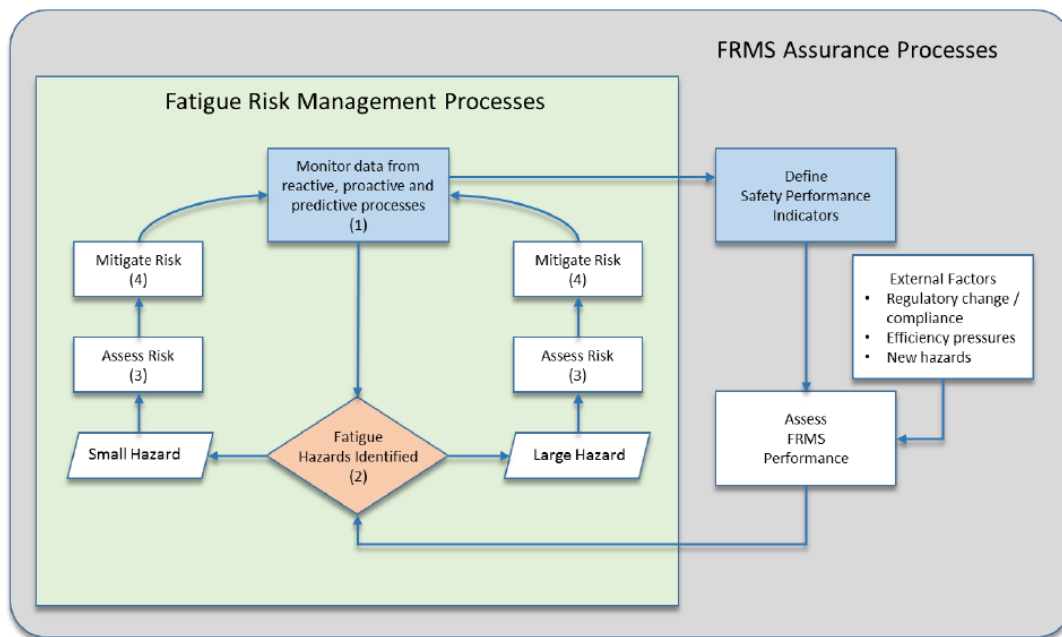 FRMS Assurance Processes
Fatigue Risk Management Processes
Monitor data from
reactive, proactive and
predictive processes
(1)
Define
Safety Performance
Indicators
Mitigate Risk
(4)
Mitigate Risk
(4)
External Factors
• Regulatory change /
compliance
• Efficiency pressures
• New hazards
Assess Risk
(3)
Assess Risk
(3)
Small Hazard
Fatigue
Hazards Identified
(2)
Large Hazard
Assess
FRMS
Performance